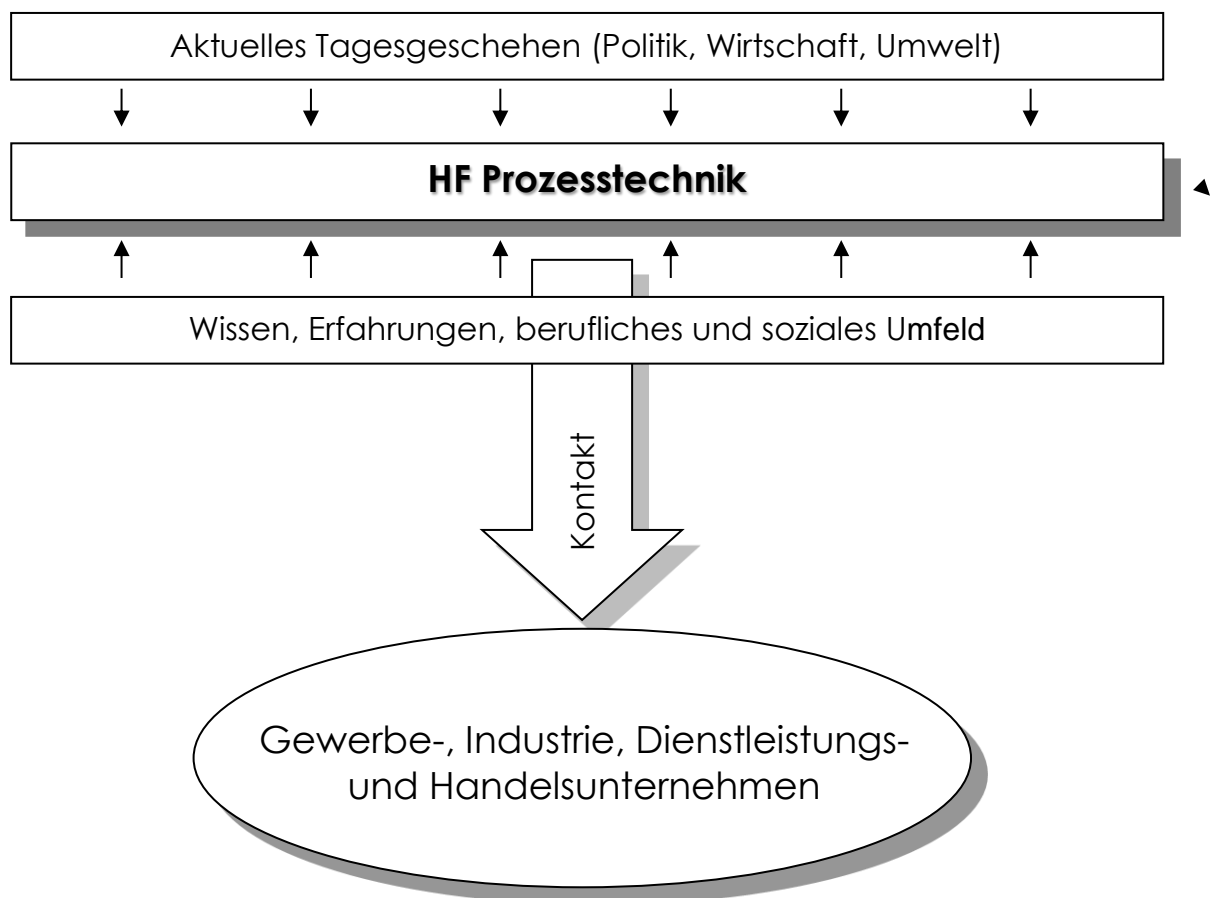 Aktuelles Tagesgeschehen (Politik, Wirtschaft, Umwelt)
HF Prozesstechnik
Wissen, Erfahrungen, berufliches und soziales Umfeld
Kontakt
Gewerbe-, Industrie, Dienstleistungs-
und Handelsunternehmen